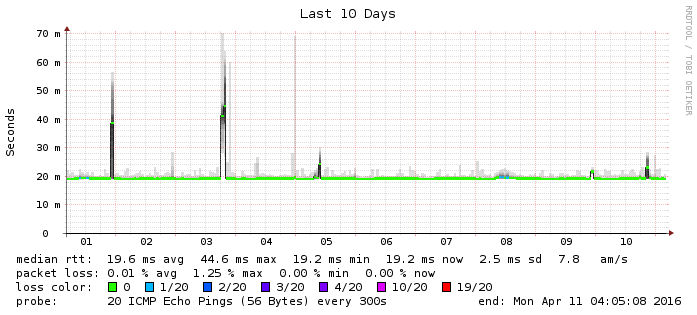 Last 10 Days
RRDTOOL / TOBI OETIKER
Seconds
70 m
60 m
50 m
40 m
30 m
20 m
10 m
0
01 02 03 04 05 06 07 08 09 10
median rtt: 19.6 ms avg 44.6 ms max 19.2 ms min 19.2 ms now 2.5 ms sd 7.8 am/s
packet loss: 0.01 % avg 1.25 % max 0.00 % min 0.00 % now
loss color: 0 1/20 2/20 3/20 4/20 10/20 19/20
probe: 20 ICMP Echo Pings (56 Bytes) every 300s end: Mon Apr 11 04:05:08 2016